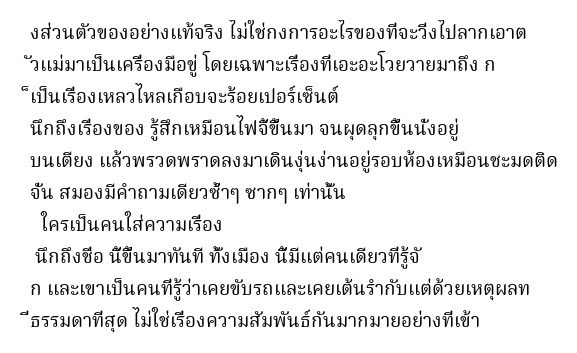 งส่วนตัวของอย่างแท้จริง ไม่ใช่กงการอะไรของที่จะวิ่งไปลากเอาต
ัวแม่มาเป็นเครื่องมือขู่ โดยเฉพาะเรื่องที่เอะอะโวยวายมาถึง ก
็เป็นเรื่องเหลวไหลเกือบจะร้อยเปอร์เซ็นต์
นึกถึงเรื่องของ รู้สึกเหมือนไฟจี้ขึ้นมา จนผุดลุกขึ้นนั่งอยู่
บนเตียง แล้วพรวดพราดลงมาเดินงุ่นง่านอยู่รอบห้องเหมือนชะมดติด
จั่น สมองมีคำถามเดียวซ้ำๆ ซากๆ เท่านั้น
ใครเป็นคนใส่ความเรื่อง
นึกถึงชื่อ นี้ขึ้นมาทันที ทั้งเมือง นี้มีแต่คนเดียวที่รู้จั
ก และเขาเป็นคนที่รู้ว่าเคยขับรถและเคยเต้นรำกับแต่ด้วยเหตุผลท
ี่ธรรมดาที่สุด ไม่ใช่เรื่องความสัมพันธ์กันมากมายอย่างที่เข้า